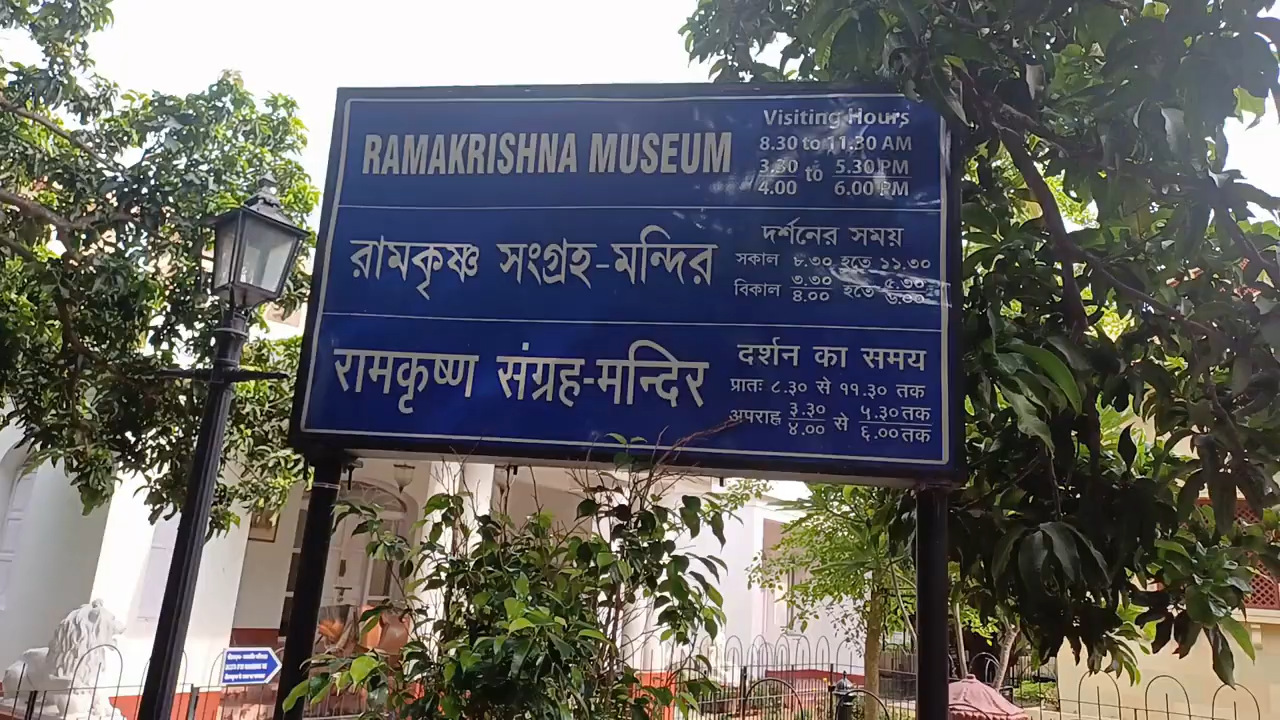 RAMAKRISHNA MUSEUM
Visiting Hours
8.30 to 11.30 AM
3.30 to 5.30 PM
4.00 6.00 PM
রামকৃষ্ণ সংগ্রহ-মন্দির
দর্শনের সময়
সকাল ৮.৩০ হতে ১১.৩০
বিকাল ৩.৩০ হতে ৫.৩০
৪.০০ ৬.০০
रामकृष्ण संग्रह-मन्दिर
दर्शन का समय
प्रातः ८.३० से ११.३० तक
अपराह्न ३.३० से ५.३० तक
४.०० ६.०० तक